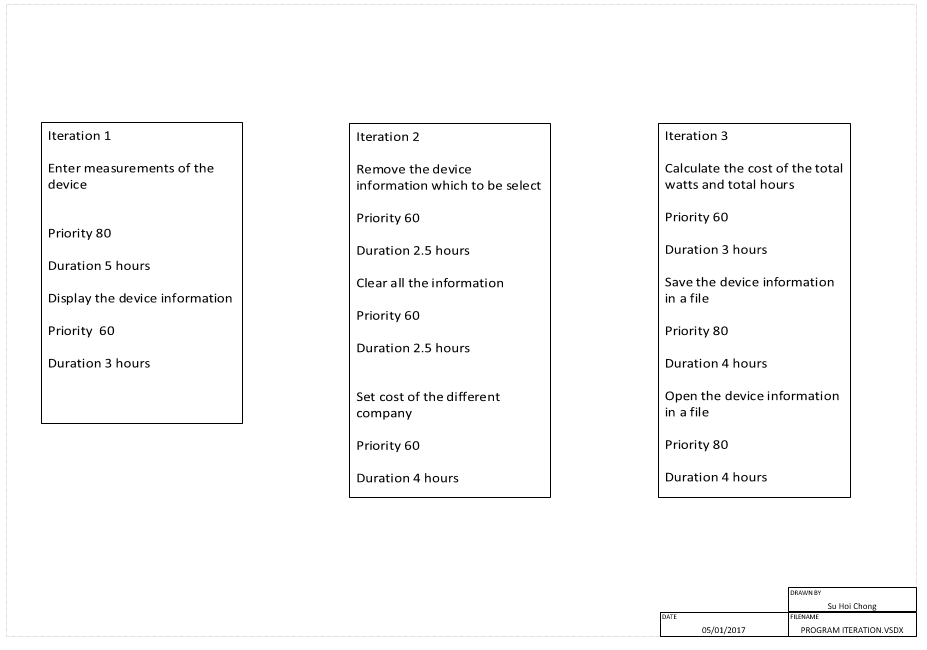 Iteration 1
Enter measurements of the
device
Priority 80
Duration 5 hours
Display the device information
Priority  60
Duration 3 hours
Iteration 2
Remove the device
information which to be select
Priority 60
Duration 2.5 hours
Clear all the information
Priority 60
Duration 2.5 hours
Set cost of the different
company
Priority 60
Duration 4 hours
Iteration 3
Calculate the cost of the total
watts and total hours
Priority 60
Duration 3 hours
Save the device information
in a file
Priority 80
Duration 4 hours
Open the device information
in a file
Priority 80
Duration 4 hours
DRAWN BY
Su Hoi Chong
DATE
05/01/2017
FILENAME
PROGRAM ITERATION.VSDX